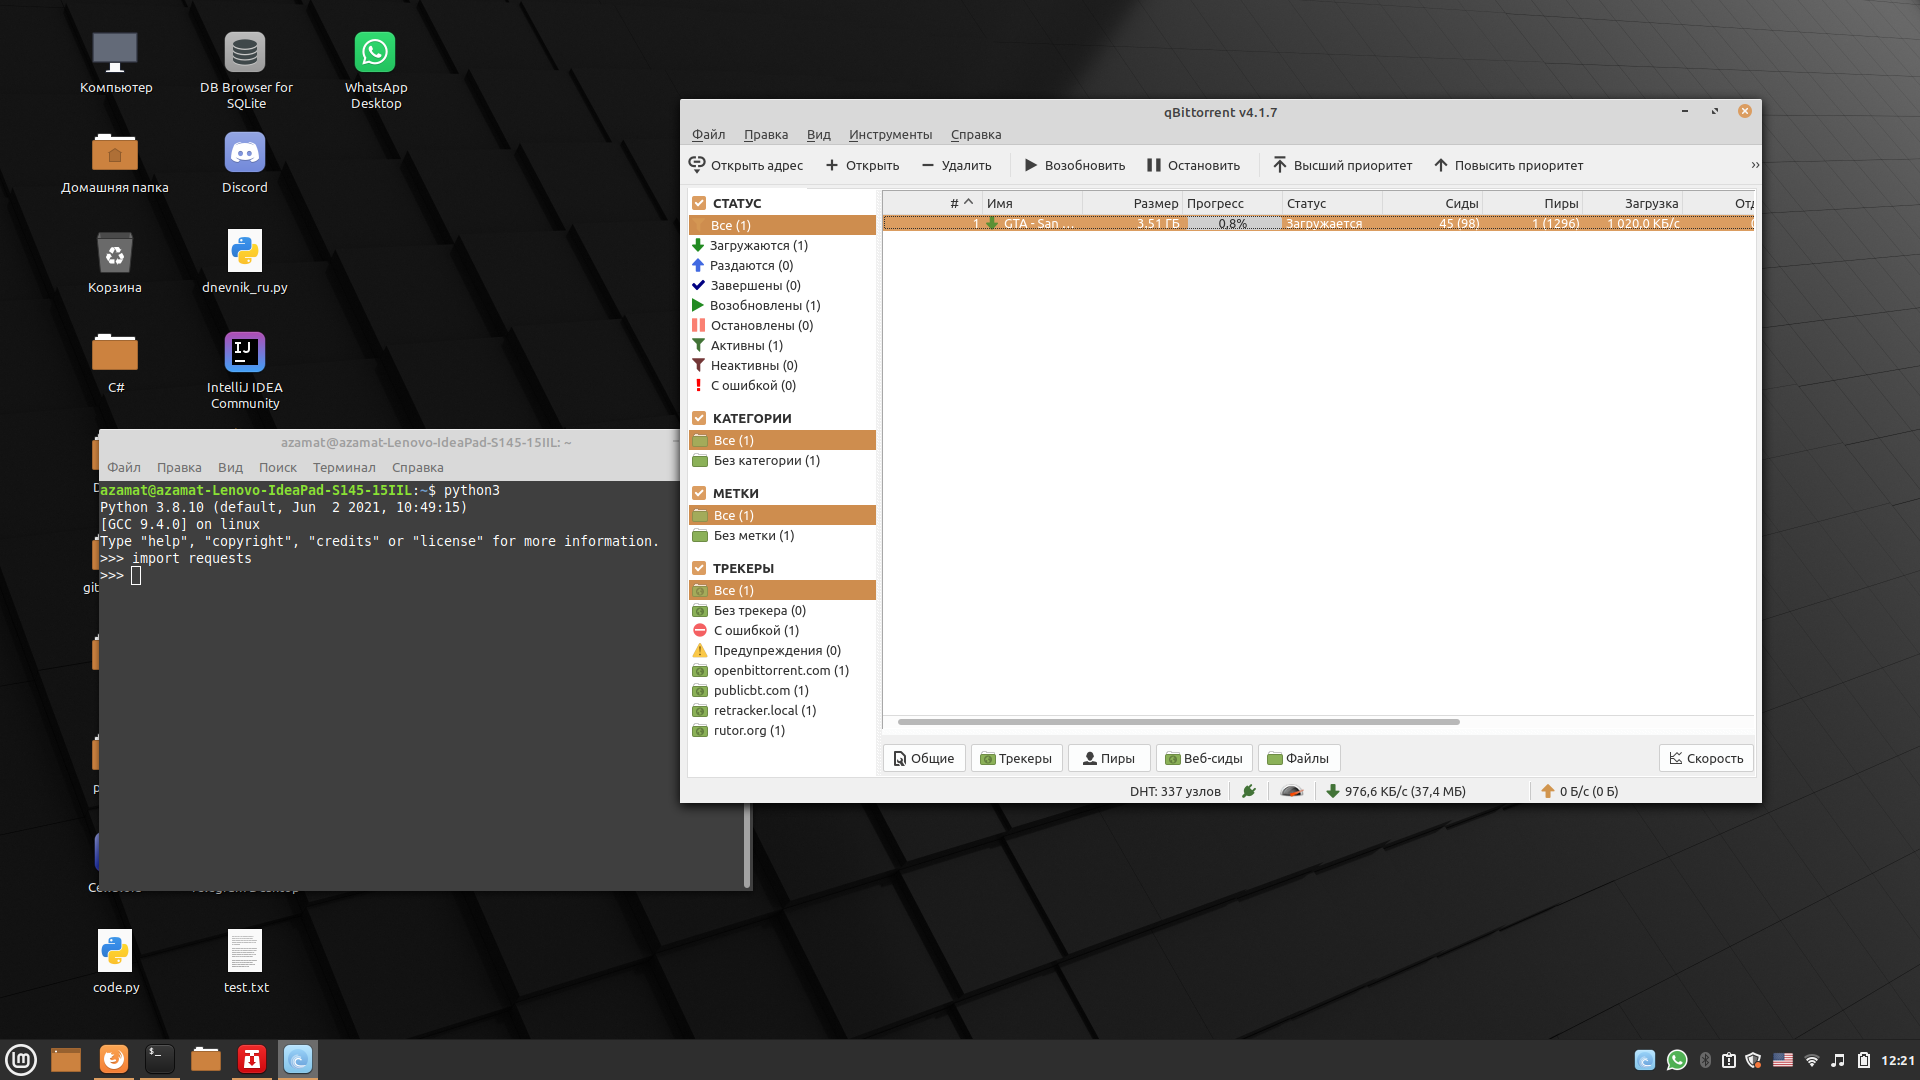 Компьютер
DB Browser for
SQLite
WhatsApp
Desktop
Домашняя папка
Discord
Корзина
dnevnik_ru.py
C#
IntelliJ IDEA
Community
azamat@azamat-Lenovo-IdeaPad-S145-15IIL: ~
Файл Правка Вид Поиск Терминал Справка
azamat@azamat-Lenovo-IdeaPad-S145-15IIL:~$ python3
Python 3.8.10 (default, Jun  2 2021, 10:49:15)
[GCC 9.4.0] on linux
Type "help", "copyright", "credits" or "license" for more information.
>>> import requests
>>>
git
code.py
test.txt
qBittorrent v4.1.7
Файл Правка Вид Инструменты Справка
Открыть адрес Открыть Удалить Возобновить Остановить Высший приоритет Повысить приоритет »
СТАТУС
Все (1)
Загружаются (1)
Раздаются (0)
Завершены (0)
Возобновлены (1)
Остановлены (0)
Активны (1)
Неактивны (0)
С ошибкой (0)
КАТЕГОРИИ
Все (1)
Без категории (1)
МЕТКИ
Все (1)
Без метки (1)
ТРЕКЕРЫ
Все (1)
Без трекера (0)
С ошибкой (1)
Предупреждения (0)
openbittorrent.com (1)
publicbt.com (1)
retracker.local (1)
rutor.org (1)
# Имя Размер Прогресс Статус Сиды Пиры Загрузка
1 GTA - San ... 3,51 ГБ 0,8% Загружается 45 (98) 1 (1296) 1 020,0 КБ/с
Общие Трекеры Пиры Веб-сиды Файлы Скорость
DHT: 337 узлов 976,6 КБ/с (37,4 МБ) 0 Б/с (0 Б)
12:21